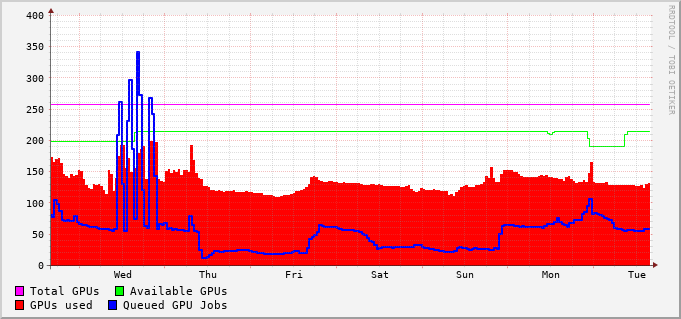 400
350
300
250
200
150
100
50
0
Wed Thu Fri Sat Sun Mon Tue
Total GPUs Available GPUs
GPUs used Queued GPU Jobs
RRDTOOL / TOBI OETIKER